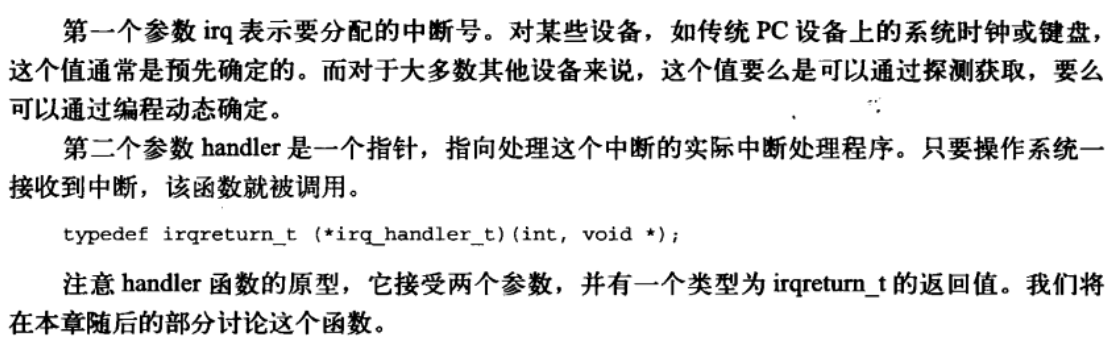 第一个参数 irq 表示要分配的中断号。对某些设备，如传统 PC 设备上的系统时钟或键盘，
这个值通常是预先确定的。而对于大多数其他设备来说，这个值要么是可以通过探测获取，要么
可以通过编程动态确定。
第二个参数 handler 是一个指针，指向处理这个中断的实际中断处理程序。只要操作系统一
接收到中断，该函数就被调用。
typedef irqreturn_t (*irq_handler_t)(int, void *);
注意 handler 函数的原型，它接受两个参数，并有一个类型为 irqreturn_t 的返回值。我们将
在本章随后的部分讨论这个函数。